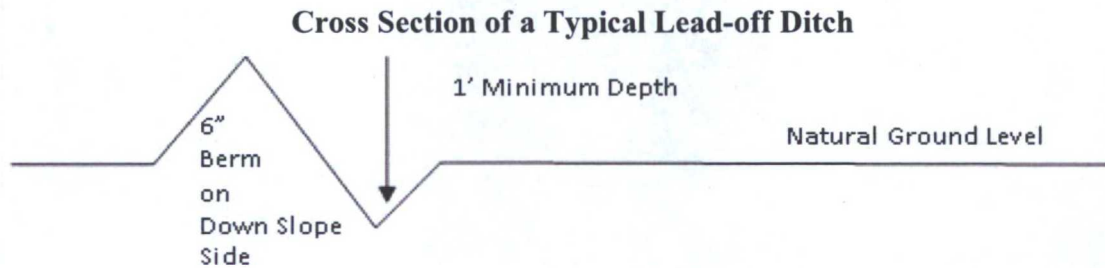 Cross Section of a Typical Lead-off Ditch
1’ Minimum Depth
6”
Berm
on
Down Slope
Side
Natural Ground Level